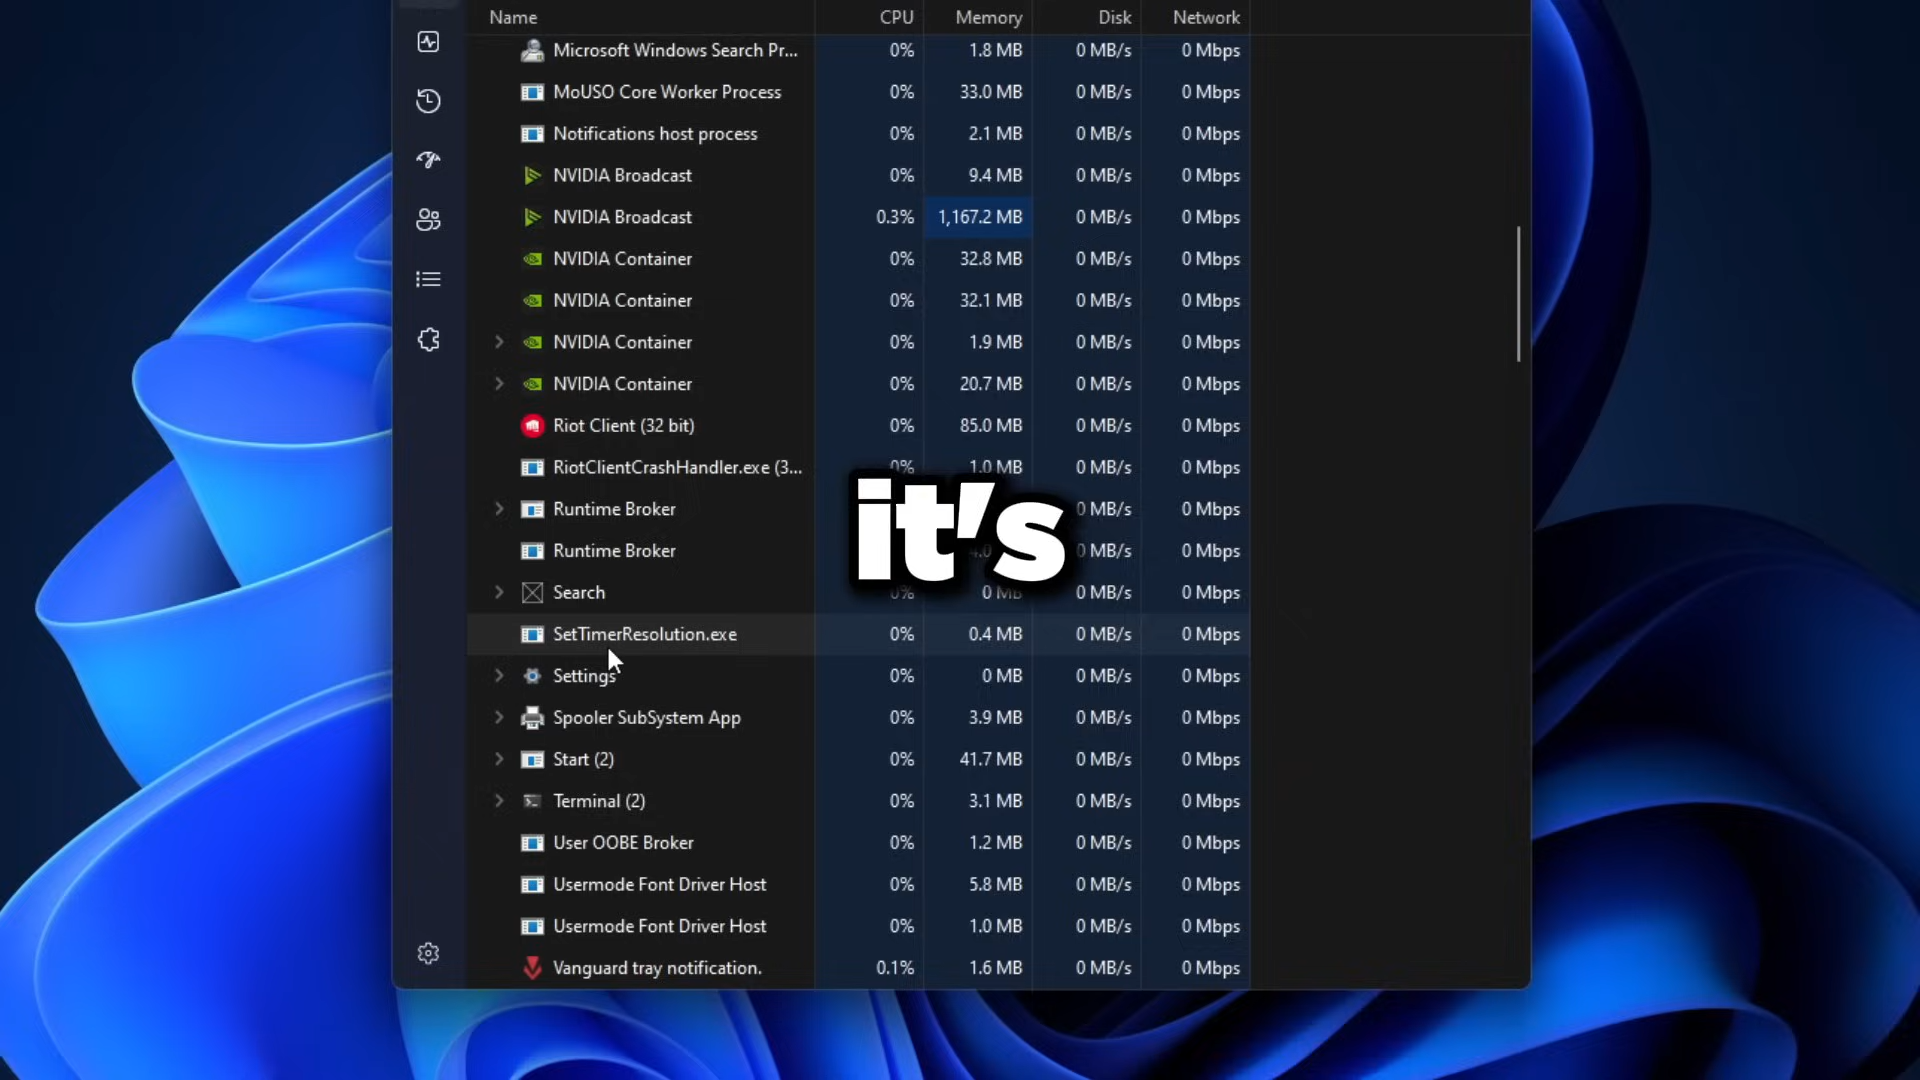 Name CPU Memory Disk Network
Microsoft Windows Search Pr... 0% 1.8 MB 0 MB/s 0 Mbps
MoUSO Core Worker Process 0% 33.0 MB 0 MB/s 0 Mbps
Notifications host process 0% 2.1 MB 0 MB/s 0 Mbps
NVIDIA Broadcast 0% 9.4 MB 0 MB/s 0 Mbps
NVIDIA Broadcast 0.3% 1,167.2 MB 0 MB/s 0 Mbps
NVIDIA Container 0% 32.8 MB 0 MB/s 0 Mbps
NVIDIA Container 0% 32.1 MB 0 MB/s 0 Mbps
NVIDIA Container 0% 1.9 MB 0 MB/s 0 Mbps
NVIDIA Container 0% 20.7 MB 0 MB/s 0 Mbps
Riot Client (32 bit) 0% 85.0 MB 0 MB/s 0 Mbps
RiotClientCrashHandler.exe (3... 0% 1.0 MB 0 MB/s 0 Mbps
Runtime Broker 0 MB/s 0 Mbps
it's
Runtime Broker 0 MB/s 0 Mbps
Search 0% 0 MB 0 MB/s 0 Mbps
SetTimerResolution.exe 0% 0.4 MB 0 MB/s 0 Mbps
Settings 0% 0 MB 0 MB/s 0 Mbps
Spooler SubSystem App 0% 3.9 MB 0 MB/s 0 Mbps
Start (2) 0% 41.7 MB 0 MB/s 0 Mbps
Terminal (2) 0% 3.1 MB 0 MB/s 0 Mbps
User OOBE Broker 0% 1.2 MB 0 MB/s 0 Mbps
Usermode Font Driver Host 0% 5.8 MB 0 MB/s 0 Mbps
Usermode Font Driver Host 0% 1.0 MB 0 MB/s 0 Mbps
Vanguard tray notification. 0.1% 1.6 MB 0 MB/s 0 Mbps